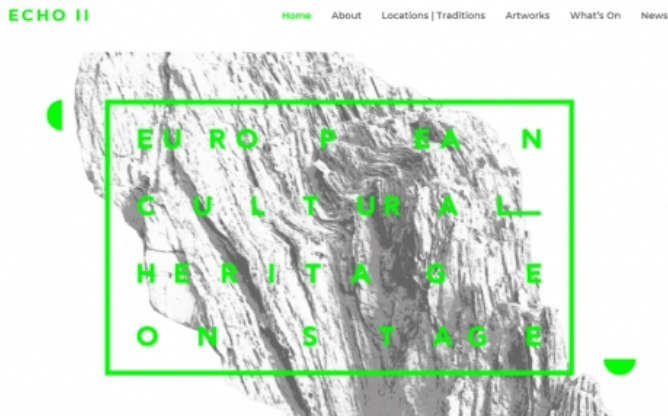 ECHO II
Home About Locations | Traditions Artworks What's On News
EUROPEAN
CULTURAL
HERITAGE
ON STAGE